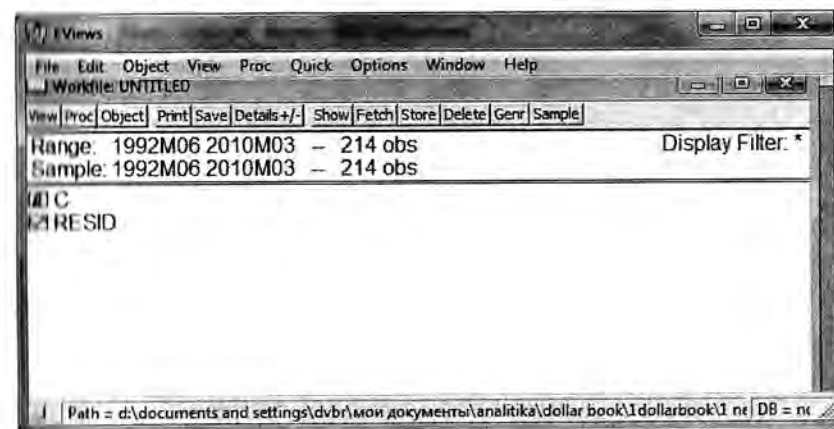 EViews
File Edit Object View Proc Quick Options Window Help
Workfile: UNTITLED
View Proc Object Print Save Details+/- Show Fetch Store Delete Genr Sample
Range: 1992M06 2010M03 – 214 obs Display Filter: *
Sample: 1992M06 2010M03 – 214 obs
C
RESID
Path = d:\documents and settings\dvbr\мои документы\analitika\dollar book\1dollarbook\1 ne DB = no